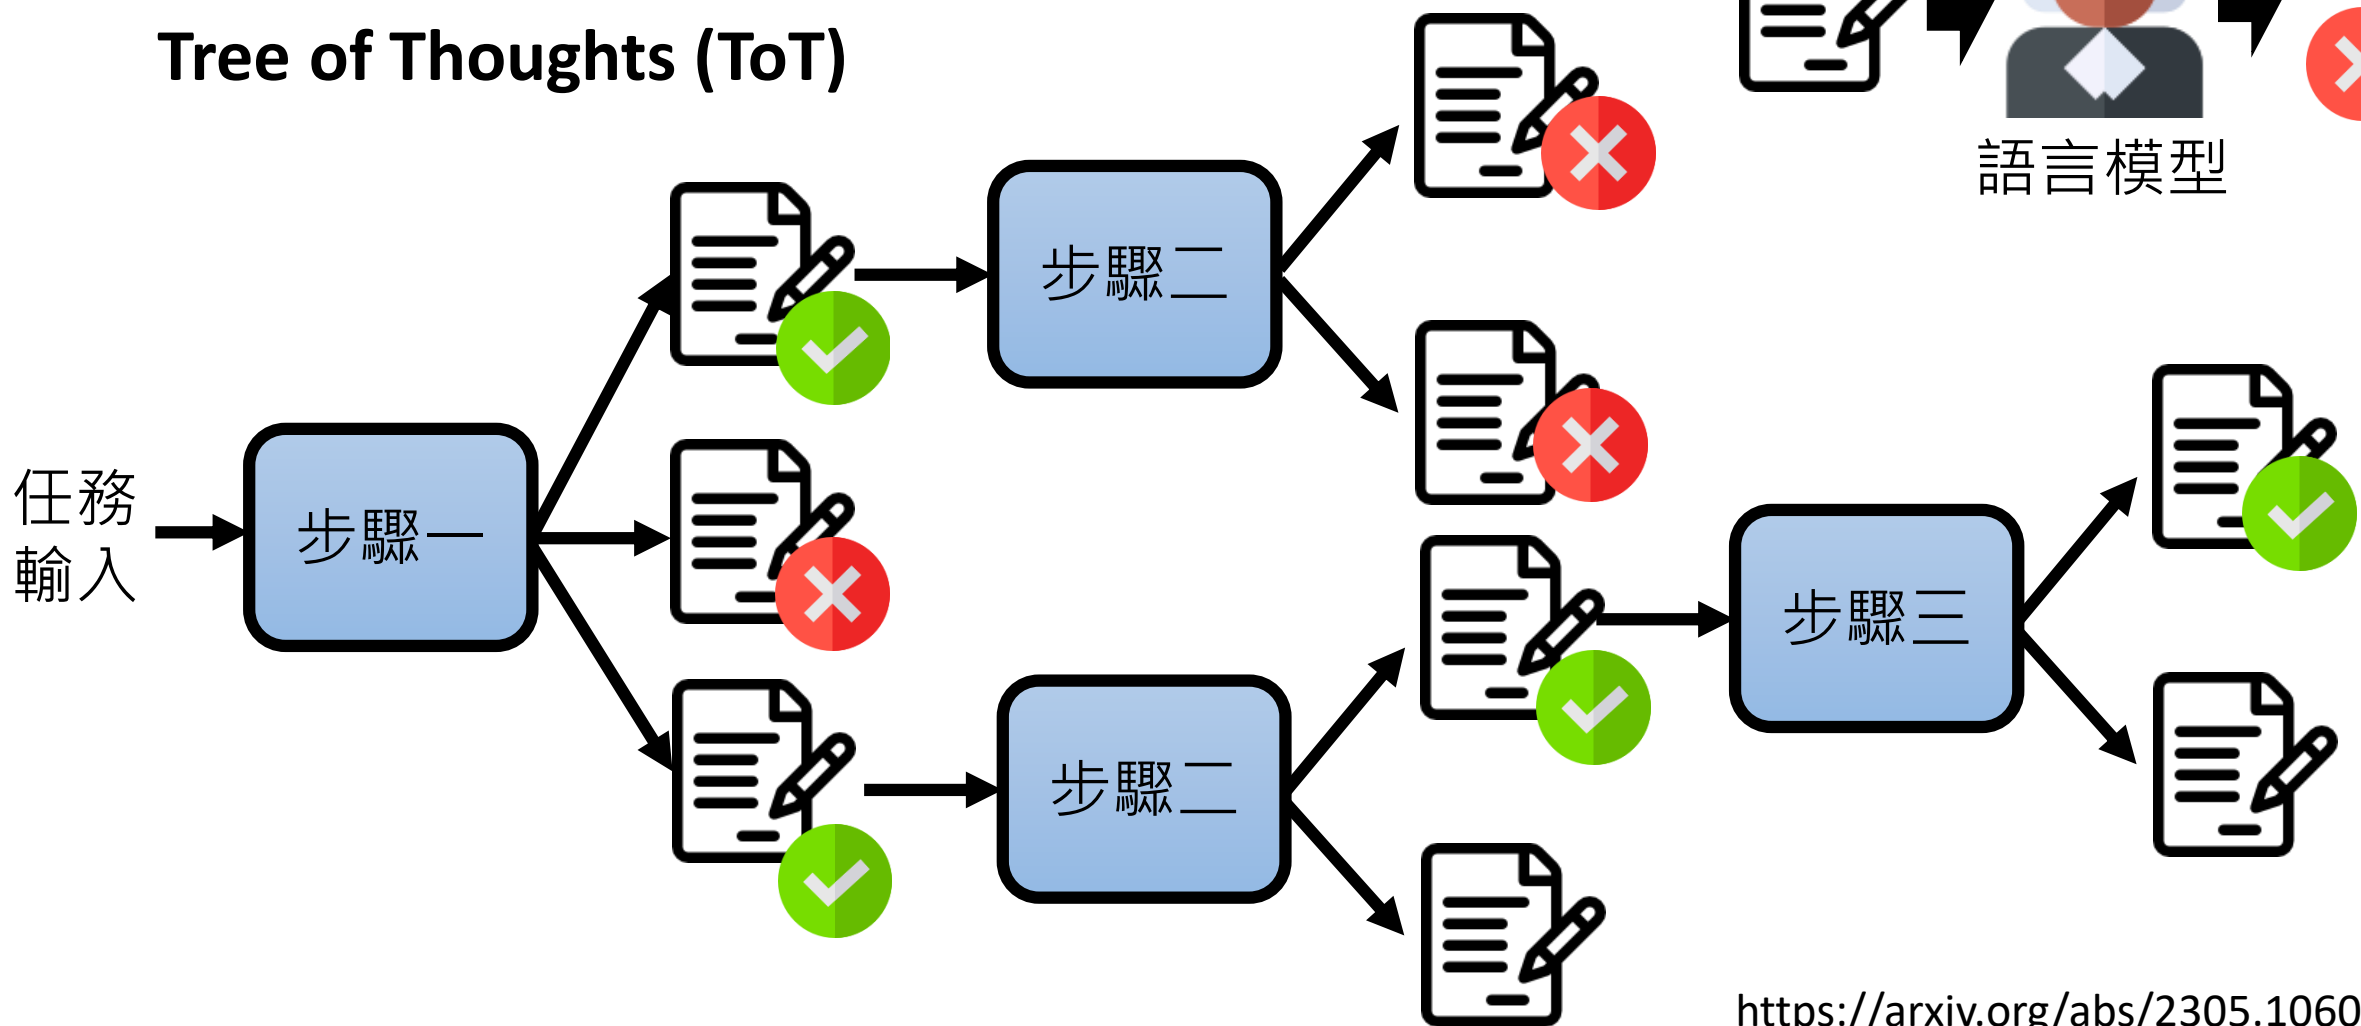 Tree of Thoughts (ToT)
語言模型
步驟二
任務
輸入
步驟一
步驟三
步驟二
https://arxiv.org/abs/2305.1060